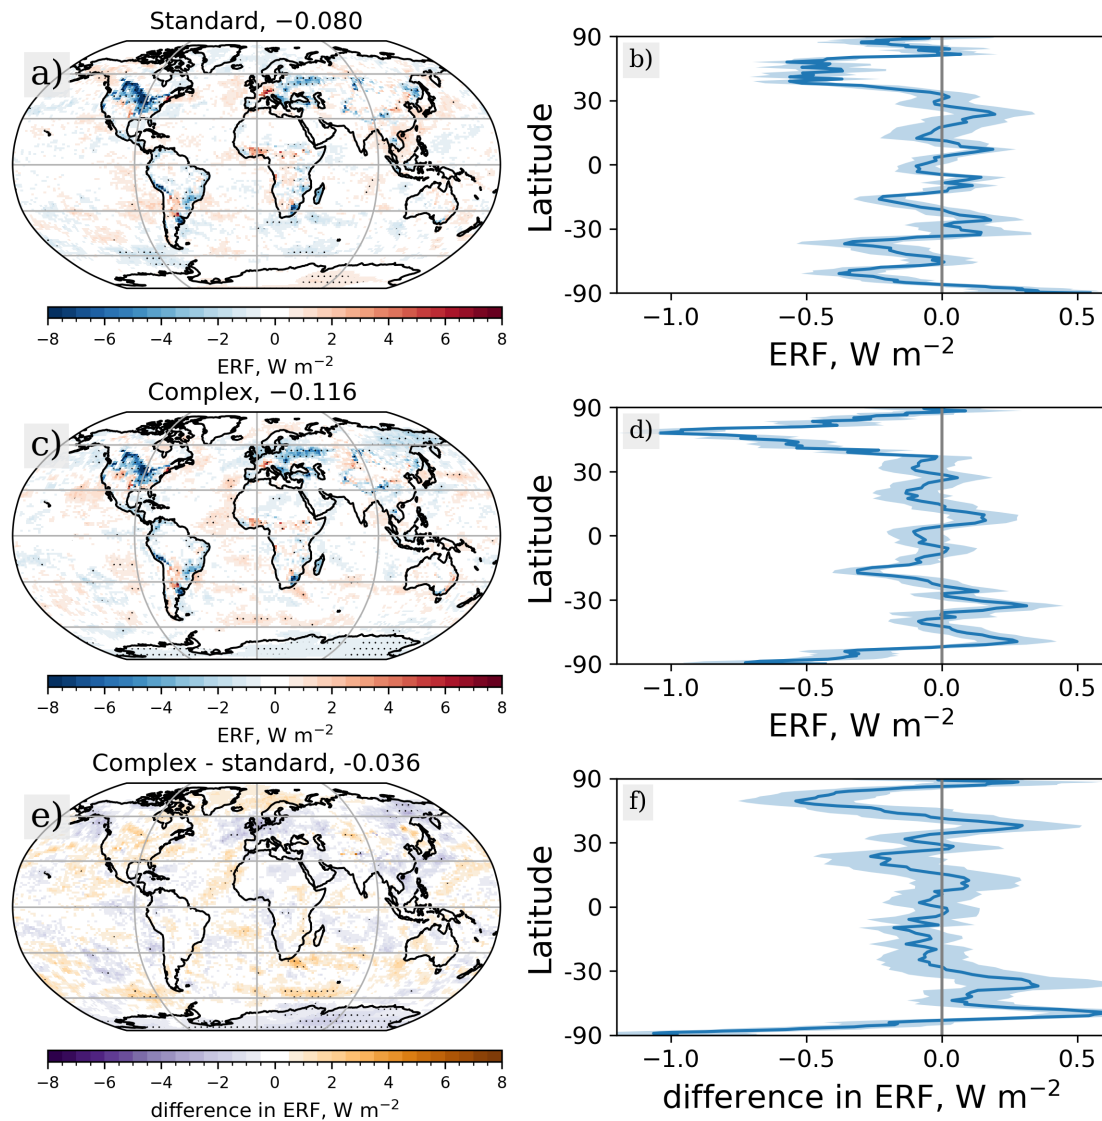 Standard, −0.080
a)
−8 −6 −4 −2 0 2 4 6 8
ERF, W m⁻²
b)
90
30
0
-30
-90
Latitude
−1.0 −0.5 0.0 0.5
ERF, W m⁻²
Complex, −0.116
c)
−8 −6 −4 −2 0 2 4 6 8
ERF, W m⁻²
d)
90
30
0
-30
-90
Latitude
−1.0 −0.5 0.0 0.5
ERF, W m⁻²
Complex - standard, -0.036
e)
−8 −6 −4 −2 0 2 4 6 8
difference in ERF, W m⁻²
f)
90
30
0
-30
-90
Latitude
−1.0 −0.5 0.0 0.5
difference in ERF, W m⁻²